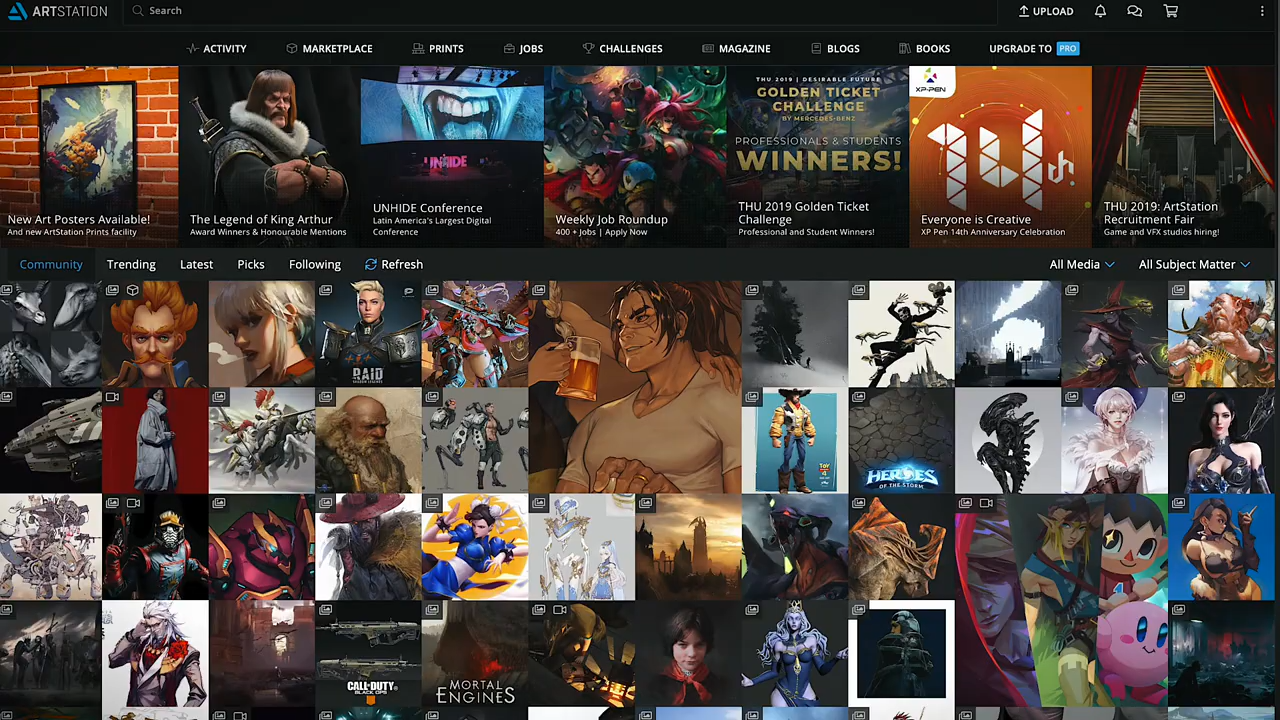 ARTSTATION
Search
UPLOAD
ACTIVITY
MARKETPLACE
PRINTS
JOBS
CHALLENGES
MAGAZINE
BLOGS
BOOKS
UPGRADE TO PRO
New Art Posters Available!
And new ArtStation Prints facility
The Legend of King Arthur
Award Winners & Honourable Mentions
UNHIDE
UNHIDE Conference
Latin America's Largest Digital
Conference
Weekly Job Roundup
400 + Jobs | Apply Now
THU 2019 | DESIRABLE FUTURE
GOLDEN TICKET
CHALLENGE
BY MERCEDES-BENZ
PROFESSIONALS & STUDENTS
WINNERS!
THU 2019 Golden Ticket
Challenge
Professional and Student Winners!
XP-PEN
14th
Everyone is Creative
XP Pen 14th Anniversary Celebration
THU 2019: ArtStation
Recruitment Fair
Game and VFX studios hiring!
Community
Trending
Latest
Picks
Following
Refresh
All Media
All Subject Matter
RAID
SHADOW LEGENDS
TOY
HEROES
OF THE STORM
CALL OF DUTY
BLACK OPS
MORTAL
ENGINES